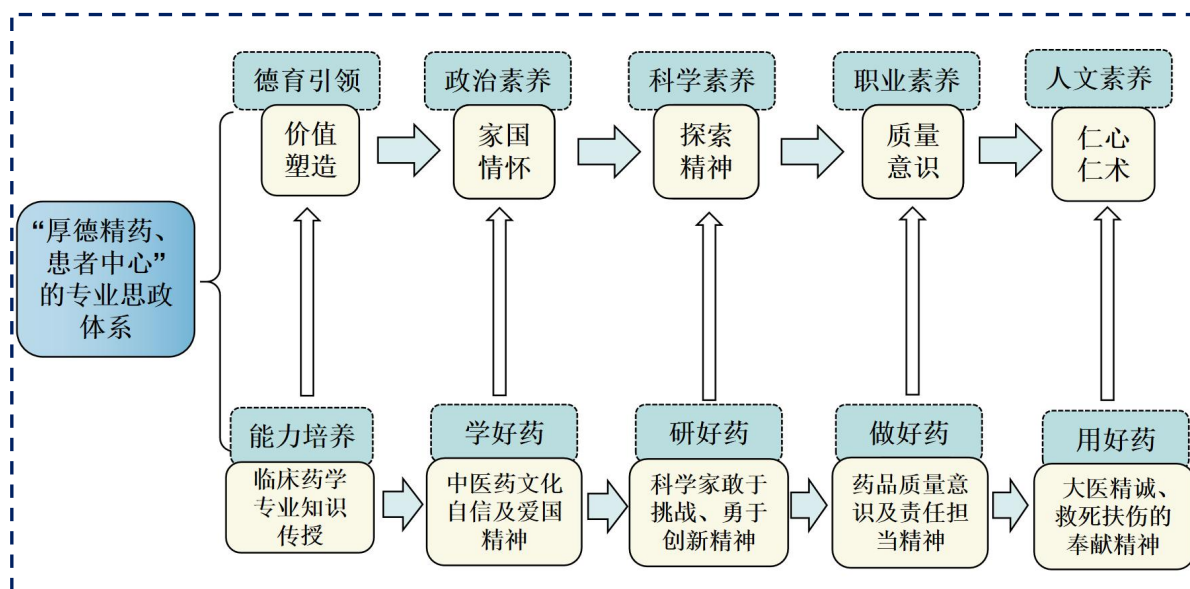 德育引领
政治素养
科学素养
职业素养
人文素养
价值
塑造
家国
情怀
探索
精神
质量
意识
仁心
仁术
“厚德精药、
患者中心”
的专业思政
体系
能力培养
学好药
研好药
做好药
用好药
临床药学
专业知识
传授
中医药文化
自信及爱国
精神
科学家敢于
挑战、勇于
创新精神
药品质量意
识及责任担
当精神
大医精诚、
救死扶伤的
奉献精神